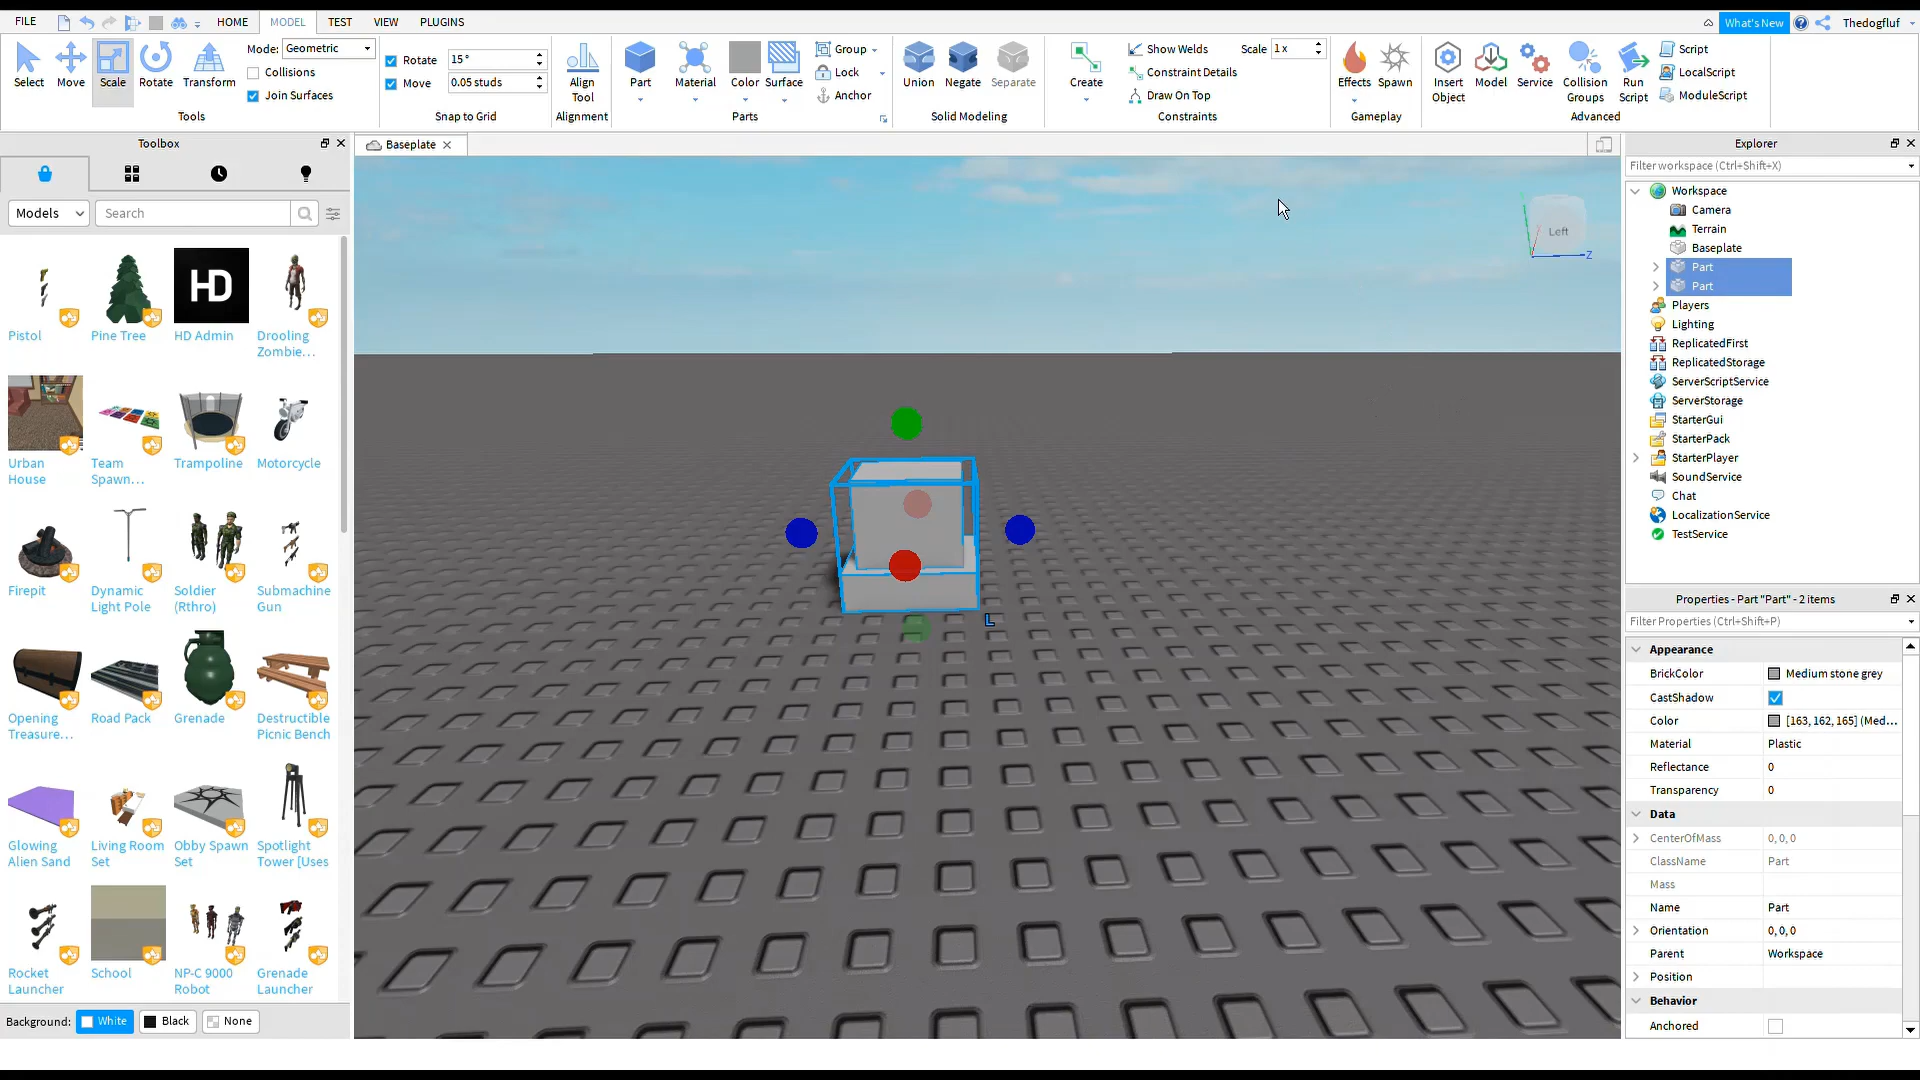 FILE
HOME
MODEL
TEST
VIEW
PLUGINS
What's New
Thedogfluf
Select
Move
Scale
Rotate
Transform
Mode: Geometric
Collisions
Join Surfaces
Tools
Rotate 15 °
Move 0.05 studs
Snap to Grid
Align
Tool
Alignment
Part
Material
Color
Surface
Group
Lock
Anchor
Parts
Union
Negate
Separate
Solid Modeling
Create
Show Welds
Constraint Details
Draw On Top
Scale 1 x
Constraints
Effects
Spawn
Gameplay
Insert
Object
Model
Service
Collision
Groups
Run
Script
Script
LocalScript
ModuleScript
Advanced
Toolbox
Models
Search
Pistol
Pine Tree
HD
HD Admin
Drooling
Zombie...
Urban
House
Team
Spawn...
Trampoline
Motorcycle
Firepit
Dynamic
Light Pole
Soldier
(Rthro)
Submachine
Gun
Opening
Treasure...
Road Pack
Grenade
Destructible
Picnic Bench
Glowing
Alien Sand
Living Room
Set
Obby Spawn
Set
Spotlight
Tower [Uses
Rocket
Launcher
School
NP-C 9000
Robot
Grenade
Launcher
Background: White Black None
Baseplate
Left
Z
L
Explorer
Filter workspace (Ctrl+Shift+X)
Workspace
Camera
Terrain
Baseplate
Part
Part
Players
Lighting
ReplicatedFirst
ReplicatedStorage
ServerScriptService
ServerStorage
StarterGui
StarterPack
StarterPlayer
SoundService
Chat
LocalizationService
TestService
Properties - Part "Part" - 2 items
Filter Properties (Ctrl+Shift+P)
Appearance
BrickColor Medium stone grey
CastShadow
Color [163, 162, 165] (Med...
Material Plastic
Reflectance 0
Transparency 0
Data
CenterOfMass 0, 0, 0
ClassName Part
Mass
Name Part
Orientation 0, 0, 0
Parent Workspace
Position
Behavior
Anchored